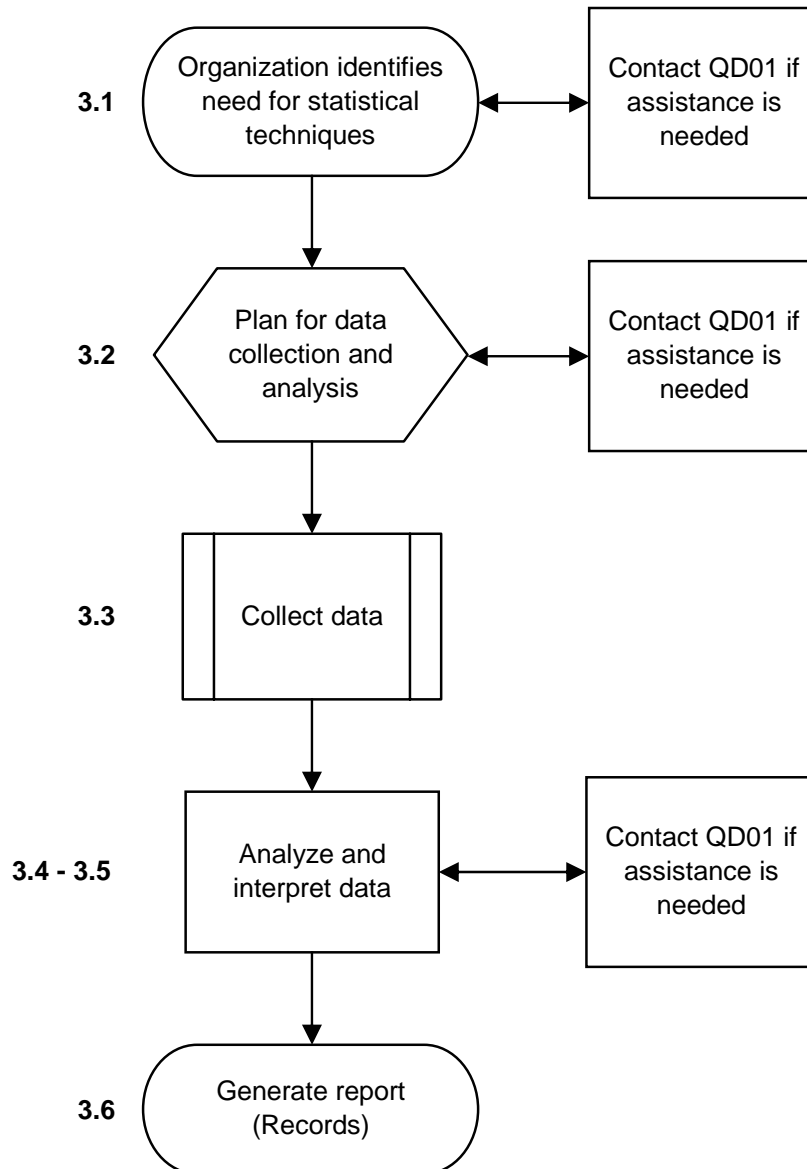 3.1
Organization identifies
need for statistical
techniques
Contact QD01 if
assistance is
needed
3.2
Plan for data
collection and
analysis
Contact QD01 if
assistance is
needed
3.3
Collect data
3.4 - 3.5
Analyze and
interpret data
Contact QD01 if
assistance is
needed
3.6
Generate report
(Records)